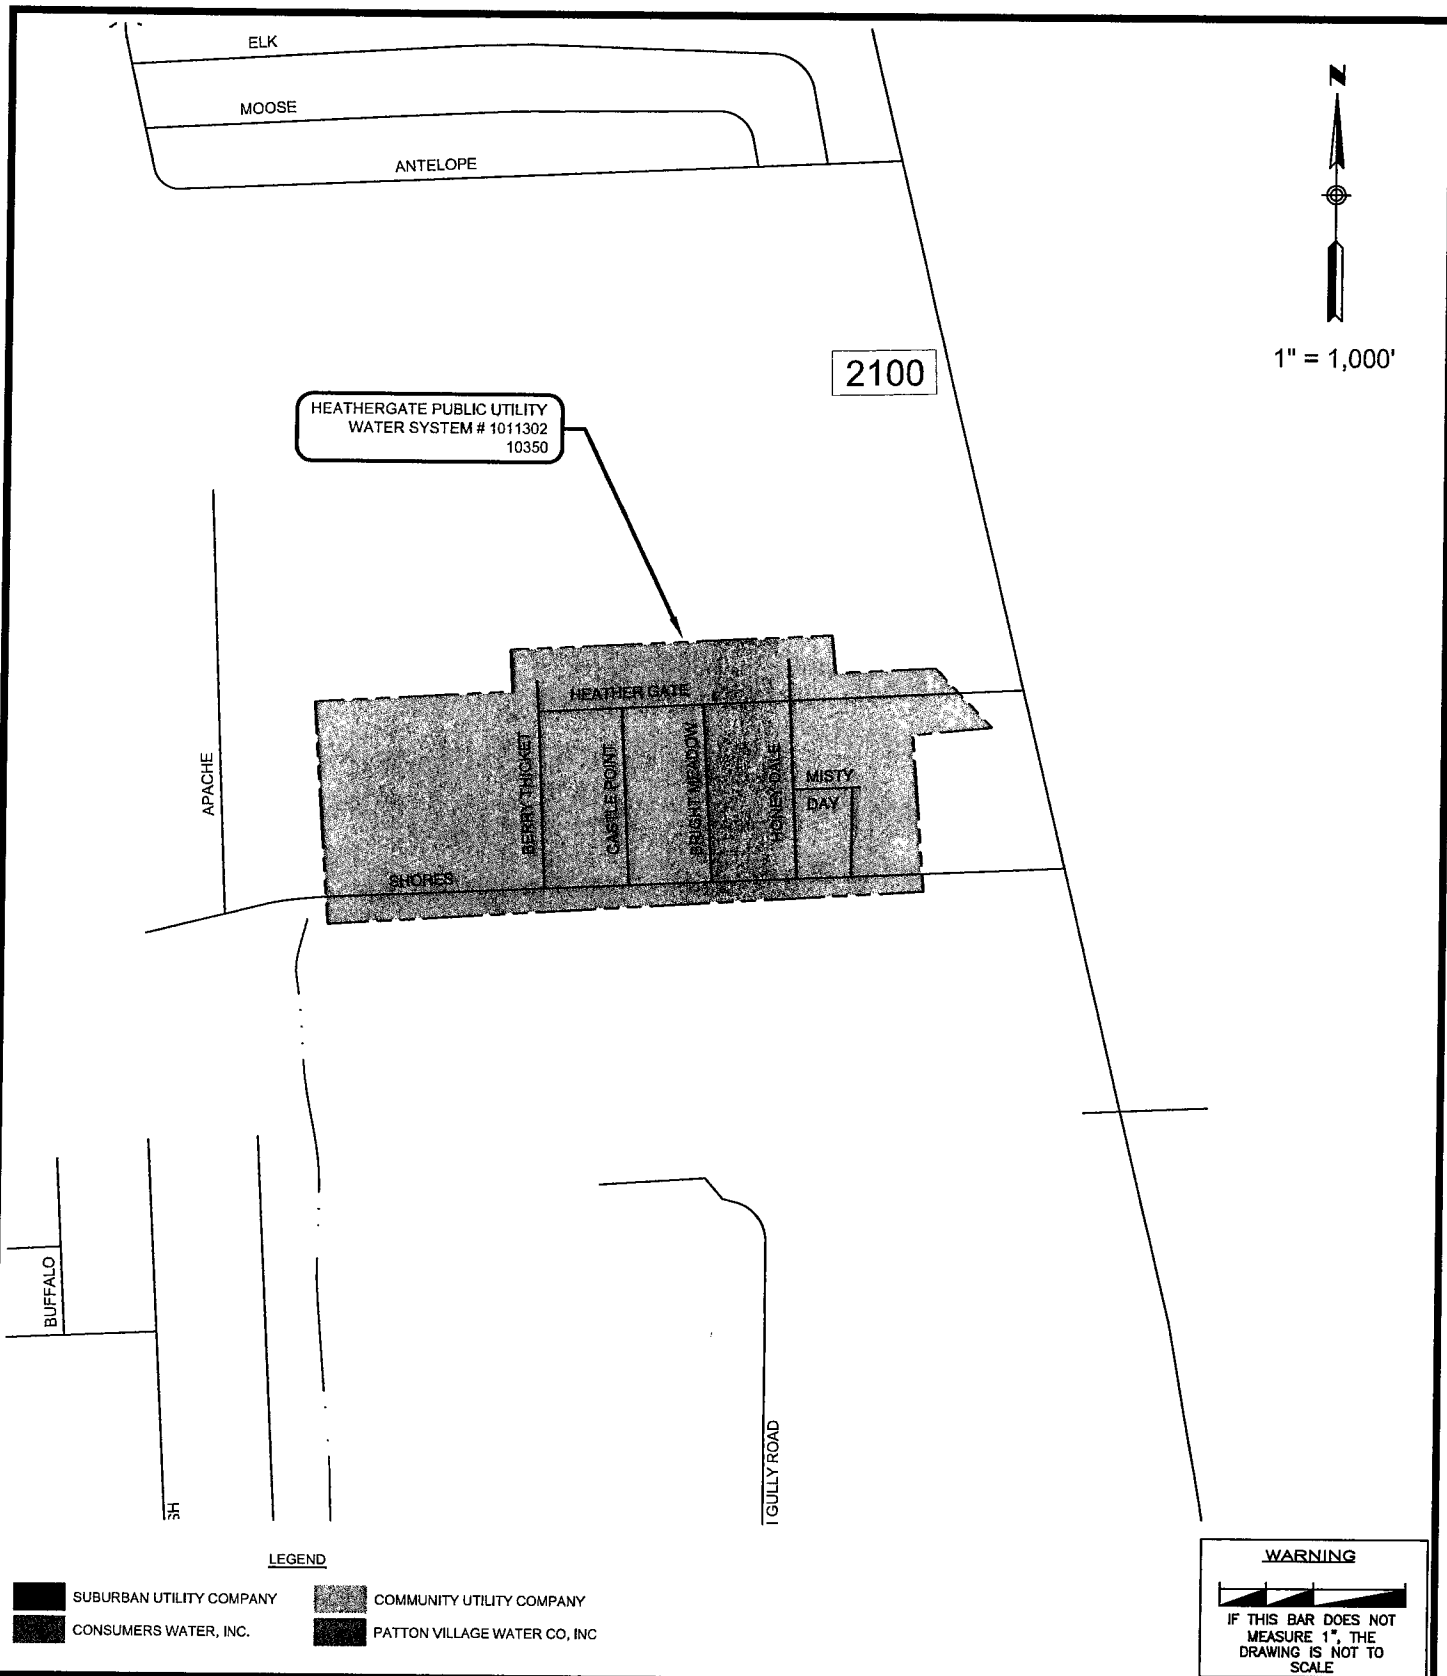 ELK
MOOSE
ANTELOPE
N
1" = 1,000'
2100
HEATHERGATE PUBLIC UTILITY
WATER SYSTEM # 1011302
10350
APACHE
HEATHER GATE
BERRY THICKET
CASTLE POINT
BRIGHT MEADOW
HONEY DALE
MISTY
DAY
SHORES
BUFFALO
SH
I GULLY ROAD
LEGEND
SUBURBAN UTILITY COMPANY
COMMUNITY UTILITY COMPANY
CONSUMERS WATER, INC.
PATTON VILLAGE WATER CO, INC
WARNING
IF THIS BAR DOES NOT
MEASURE 1", THE
DRAWING IS NOT TO
SCALE